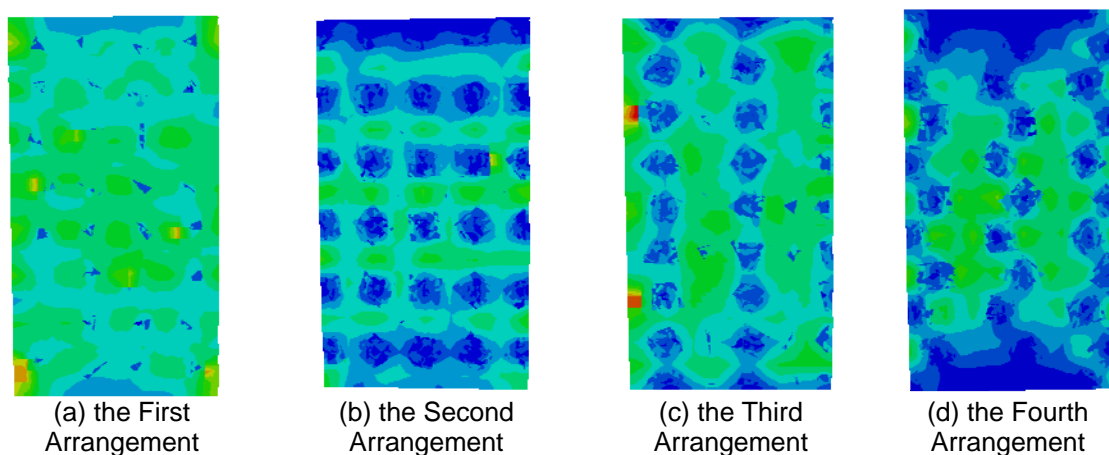 (a) the First
Arrangement
(b) the Second
Arrangement
(c) the Third
Arrangement
(d) the Fourth
Arrangement